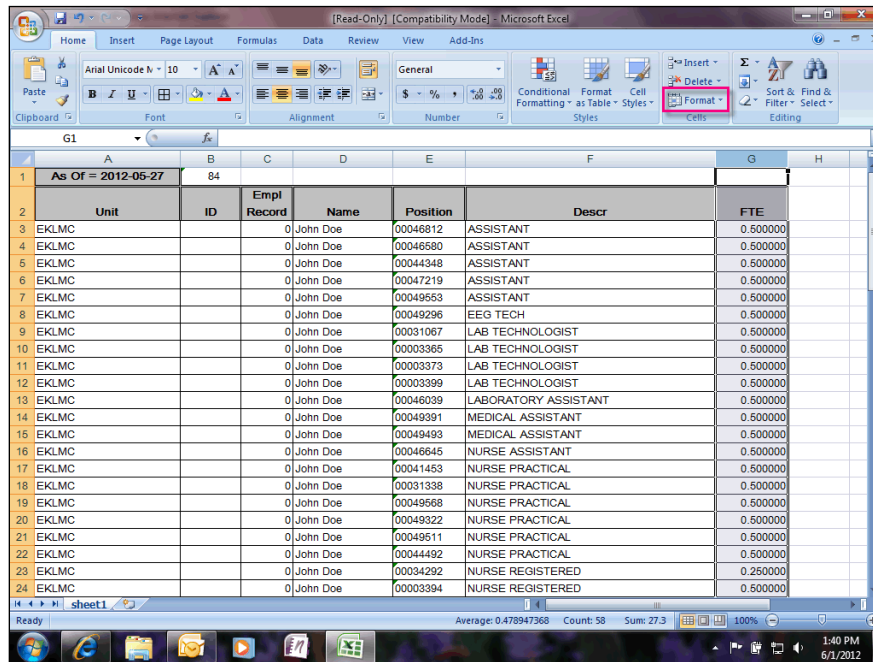 [Read-Only] [Compatibility Mode] - Microsoft Excel
Home Insert Page Layout Formulas Data Review View Add-Ins
Arial Unicode N 10 A A General Insert Σ
Paste Delete
B I U A $ % , .0 .00 .00 .0 Conditional Format Cell Format Sort & Find &
Formatting as Table Styles Filter Select
Clipboard Font Alignment Number Styles Cells Editing
G1 fx
A B C D E F G H
1 As Of = 2012-05-27 84
Empl
2 Unit ID Record Name Position Descr FTE
3 EKLMC 0 John Doe 00046812 ASSISTANT 0.500000
4 EKLMC 0 John Doe 00046580 ASSISTANT 0.500000
5 EKLMC 0 John Doe 00044348 ASSISTANT 0.500000
6 EKLMC 0 John Doe 00047219 ASSISTANT 0.500000
7 EKLMC 0 John Doe 00049553 ASSISTANT 0.500000
8 EKLMC 0 John Doe 00049296 EEG TECH 0.500000
9 EKLMC 0 John Doe 00031067 LAB TECHNOLOGIST 0.500000
10 EKLMC 0 John Doe 00003365 LAB TECHNOLOGIST 0.500000
11 EKLMC 0 John Doe 00003373 LAB TECHNOLOGIST 0.500000
12 EKLMC 0 John Doe 00003399 LAB TECHNOLOGIST 0.500000
13 EKLMC 0 John Doe 00046039 LABORATORY ASSISTANT 0.500000
14 EKLMC 0 John Doe 00049391 MEDICAL ASSISTANT 0.500000
15 EKLMC 0 John Doe 00049493 MEDICAL ASSISTANT 0.500000
16 EKLMC 0 John Doe 00046645 NURSE ASSISTANT 0.500000
17 EKLMC 0 John Doe 00041453 NURSE PRACTICAL 0.500000
18 EKLMC 0 John Doe 00031338 NURSE PRACTICAL 0.500000
19 EKLMC 0 John Doe 00049568 NURSE PRACTICAL 0.500000
20 EKLMC 0 John Doe 00049322 NURSE PRACTICAL 0.500000
21 EKLMC 0 John Doe 00049511 NURSE PRACTICAL 0.500000
22 EKLMC 0 John Doe 00044492 NURSE PRACTICAL 0.500000
23 EKLMC 0 John Doe 00034292 NURSE REGISTERED 0.250000
24 EKLMC 0 John Doe 00003394 NURSE REGISTERED 0.500000
sheet1
Ready Average: 0.478947368 Count: 58 Sum: 27.3 100%
1:40 PM
6/1/2012